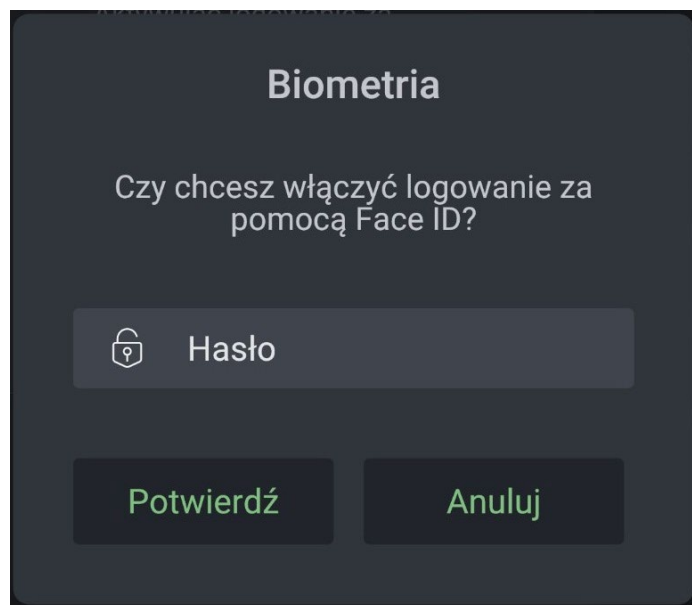 Biometria
Czy chcesz włączyć logowanie za
pomocą Face ID?
Hasło
Potwierdź
Anuluj